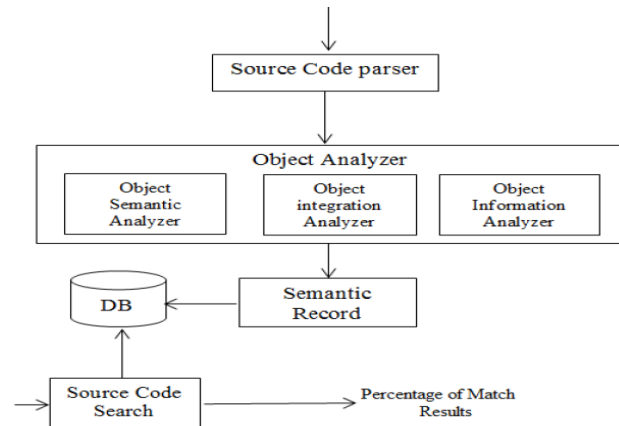 Source Code parser
Object Analyzer
Object
Semantic
Analyzer
Object
integration
Analyzer
Object
Information
Analyzer
DB
Semantic
Record
Source Code
Search
Percentage of Match
Results